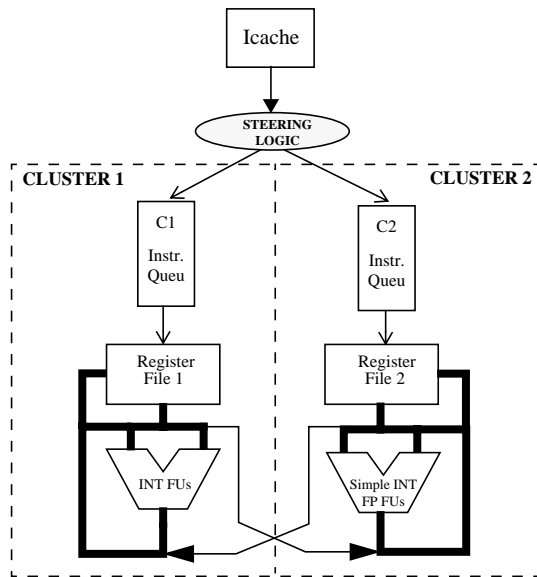 Icache
STEERING
LOGIC
CLUSTER 1
CLUSTER 2
C1
Instr.
Queu
C2
Instr.
Queu
Register
File 1
Register
File 2
INT FUs
Simple INT
FP FUs